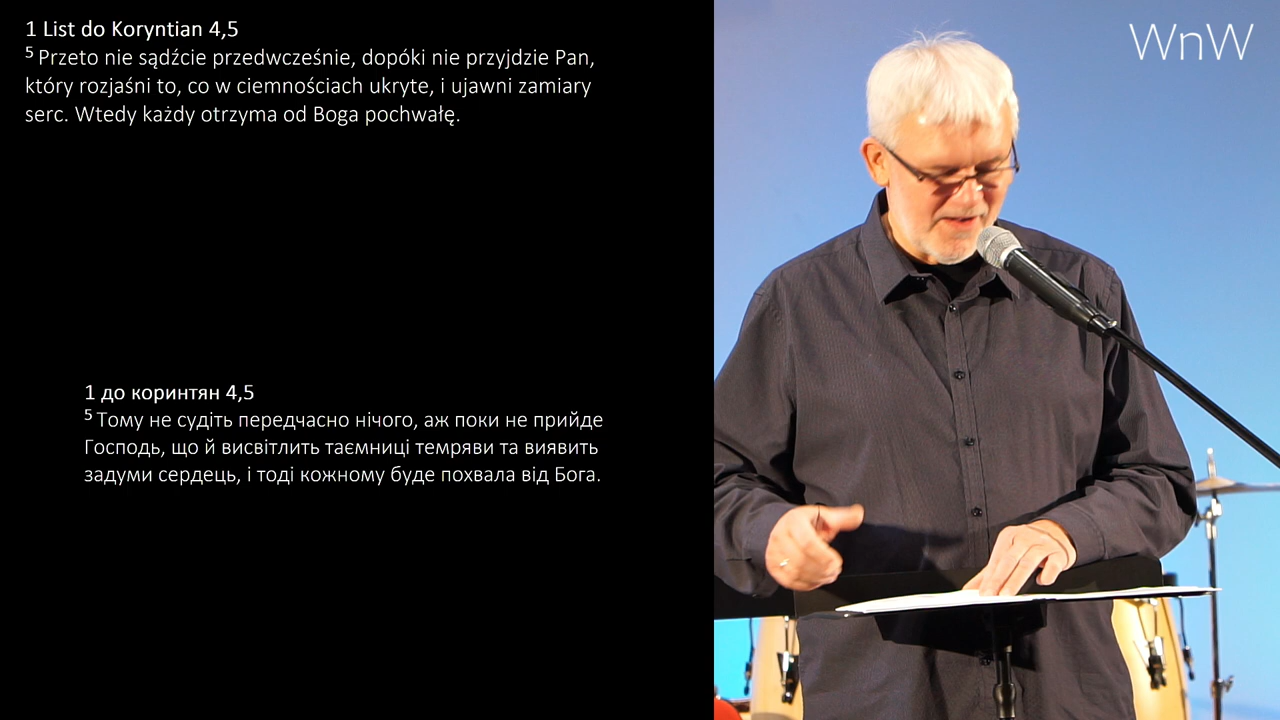 1 List do Koryntian 4,5
5 Przeto nie sądźcie przedwcześnie, dopóki nie przyjdzie Pan,
który rozjaśni to, co w ciemnościach ukryte, i ujawni zamiary
serc. Wtedy każdy otrzyma od Boga pochwałę.
1 до коринтян 4,5
5 Тому не судіть передчасно нічого, аж поки не прийде
Господь, що й висвітлить таємниці темряви та виявить
задуми сердець, і тоді кожному буде похвала від Бога.
WnW